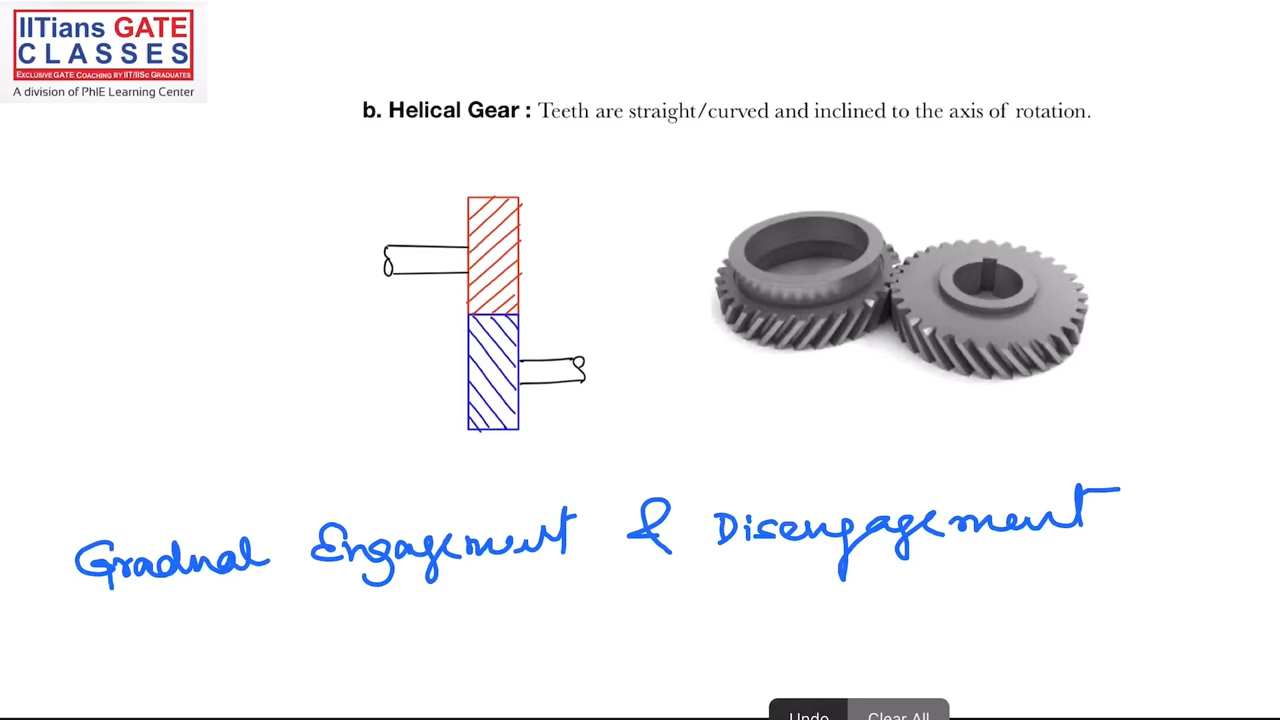 IITians GATE
CLASSES
EXCLUSIVE GATE COACHING BY IIT/IISc GRADUATES
A division of PhIE Learning Center
b. Helical Gear : Teeth are straight/curved and inclined to the axis of rotation.
Gradual Engagement & Disengagement
Undo Clear All